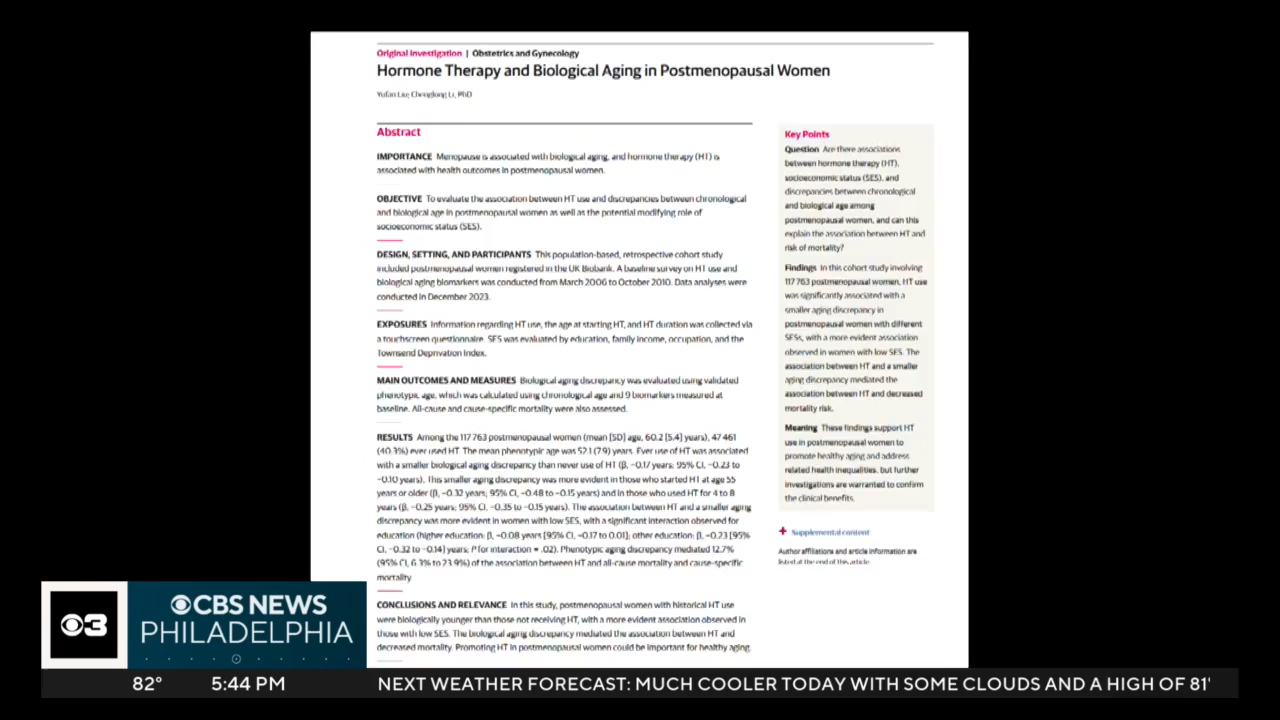 Original Investigation | Obstetrics and Gynecology
Hormone Therapy and Biological Aging in Postmenopausal Women
Yufan Liu; Chenglong Li, PhD
Abstract
IMPORTANCE Menopause is associated with biological aging, and hormone therapy (HT) is
associated with health outcomes in postmenopausal women.
OBJECTIVE To evaluate the association between HT use and discrepancies between chronological
and biological age in postmenopausal women as well as the potential modifying role of
socioeconomic status (SES).
DESIGN, SETTING, AND PARTICIPANTS This population-based, retrospective cohort study
included postmenopausal women registered in the UK Biobank. A baseline survey on HT use and
biological aging biomarkers was conducted from March 2006 to October 2010. Data analyses were
conducted in December 2023.
EXPOSURES Information regarding HT use, the age at starting HT, and HT duration was collected via
a touchscreen questionnaire. SES was evaluated by education, family income, occupation, and the
Townsend Deprivation Index.
MAIN OUTCOMES AND MEASURES Biological aging discrepancy was evaluated using validated
phenotypic age, which was calculated using chronological age and 9 biomarkers measured at
baseline. All-cause and cause-specific mortality were also assessed.
RESULTS Among the 117 763 postmenopausal women (mean [SD] age, 60.2 [5.4] years), 47 461
(40.3%) ever used HT. The mean phenotypic age was 52.1 (7.9) years. Ever use of HT was associated
with a smaller biological aging discrepancy than never use of HT (β, −0.17 years; 95% CI, −0.23 to
−0.10 years). This smaller aging discrepancy was more evident in those who started HT at age 55
years or older (β, −0.32 years; 95% CI, −0.48 to −0.15 years) and in those who used HT for 4 to 8
years (β, −0.25 years; 95% CI, −0.35 to −0.15 years). The association between HT and a smaller aging
discrepancy was more evident in women with low SES, with a significant interaction observed for
education (higher education: β, −0.08 years [95% CI, −0.17 to 0.01]; other education: β, −0.23 [95%
CI, −0.32 to −0.14] years; P for interaction = .02). Phenotypic aging discrepancy mediated 12.7%
(95% CI, 6.3% to 23.9%) of the association between HT and all-cause mortality and cause-specific
mortality.
CONCLUSIONS AND RELEVANCE In this study, postmenopausal women with historical HT use
were biologically younger than those not receiving HT, with a more evident association observed in
those with low SES. The biological aging discrepancy mediated the association between HT and
decreased mortality. Promoting HT in postmenopausal women could be important for healthy aging.
Key Points
Question Are there associations
between hormone therapy (HT),
socioeconomic status (SES), and
discrepancies between chronological
and biological age among
postmenopausal women, and can this
explain the association between HT and
risk of mortality?
Findings In this cohort study involving
117 763 postmenopausal women, HT use
was significantly associated with a
smaller aging discrepancy in
postmenopausal women with different
SESs, with a more evident association
observed in women with low SES. The
association between HT and a smaller
aging discrepancy mediated the
association between HT and decreased
mortality risk.
Meaning These findings support HT
use in postmenopausal women to
promote healthy aging and address
related health inequalities, but further
investigations are warranted to confirm
the clinical benefits.
+ Supplemental content
Author affiliations and article information are
listed at the end of this article.
3
CBS NEWS
PHILADELPHIA
82° 5:44 PM NEXT WEATHER FORECAST: MUCH COOLER TODAY WITH SOME CLOUDS AND A HIGH OF 81°